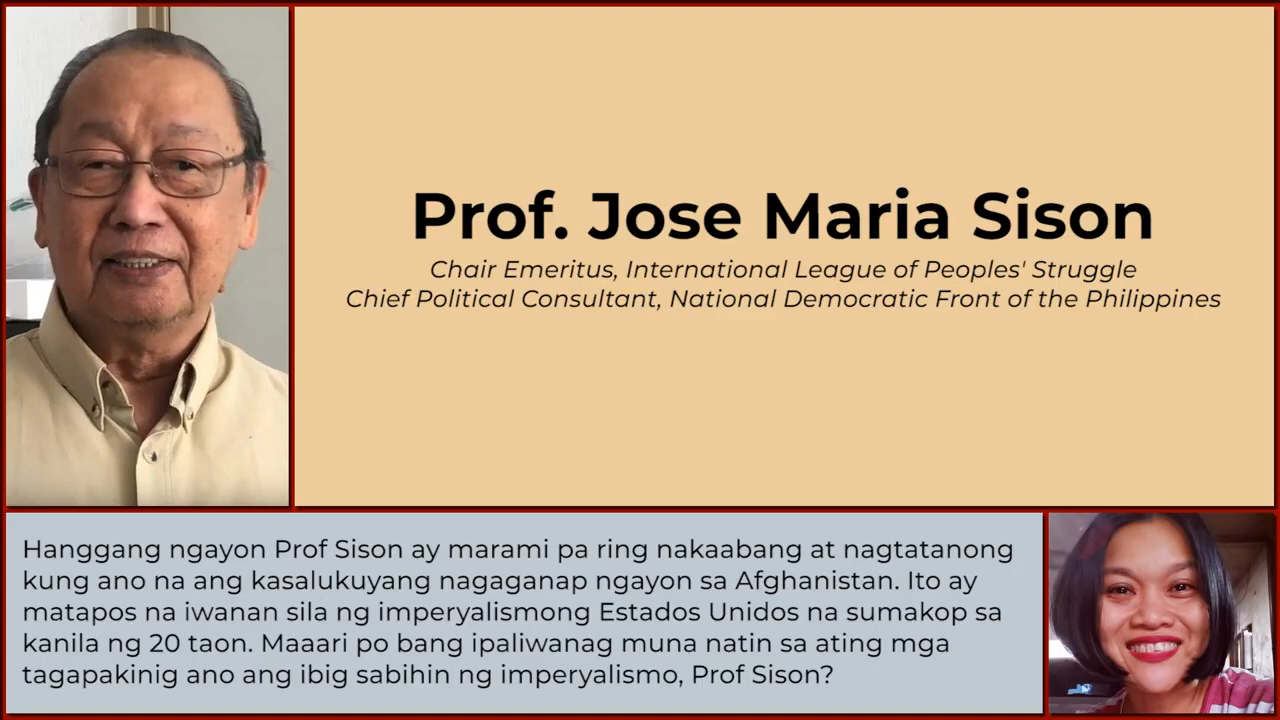 Prof. Jose Maria Sison
Chair Emeritus, International League of Peoples' Struggle
Chief Political Consultant, National Democratic Front of the Philippines
Hanggang ngayon Prof Sison ay marami pa ring nakaabang at nagtatanong
kung ano na ang kasalukuyang nagaganap ngayon sa Afghanistan. Ito ay
matapos na iwanan sila ng imperyalismong Estados Unidos na sumakop sa
kanila ng 20 taon. Maaari po bang ipaliwanag muna natin sa ating mga
tagapakinig ano ang ibig sabihin ng imperyalismo, Prof Sison?